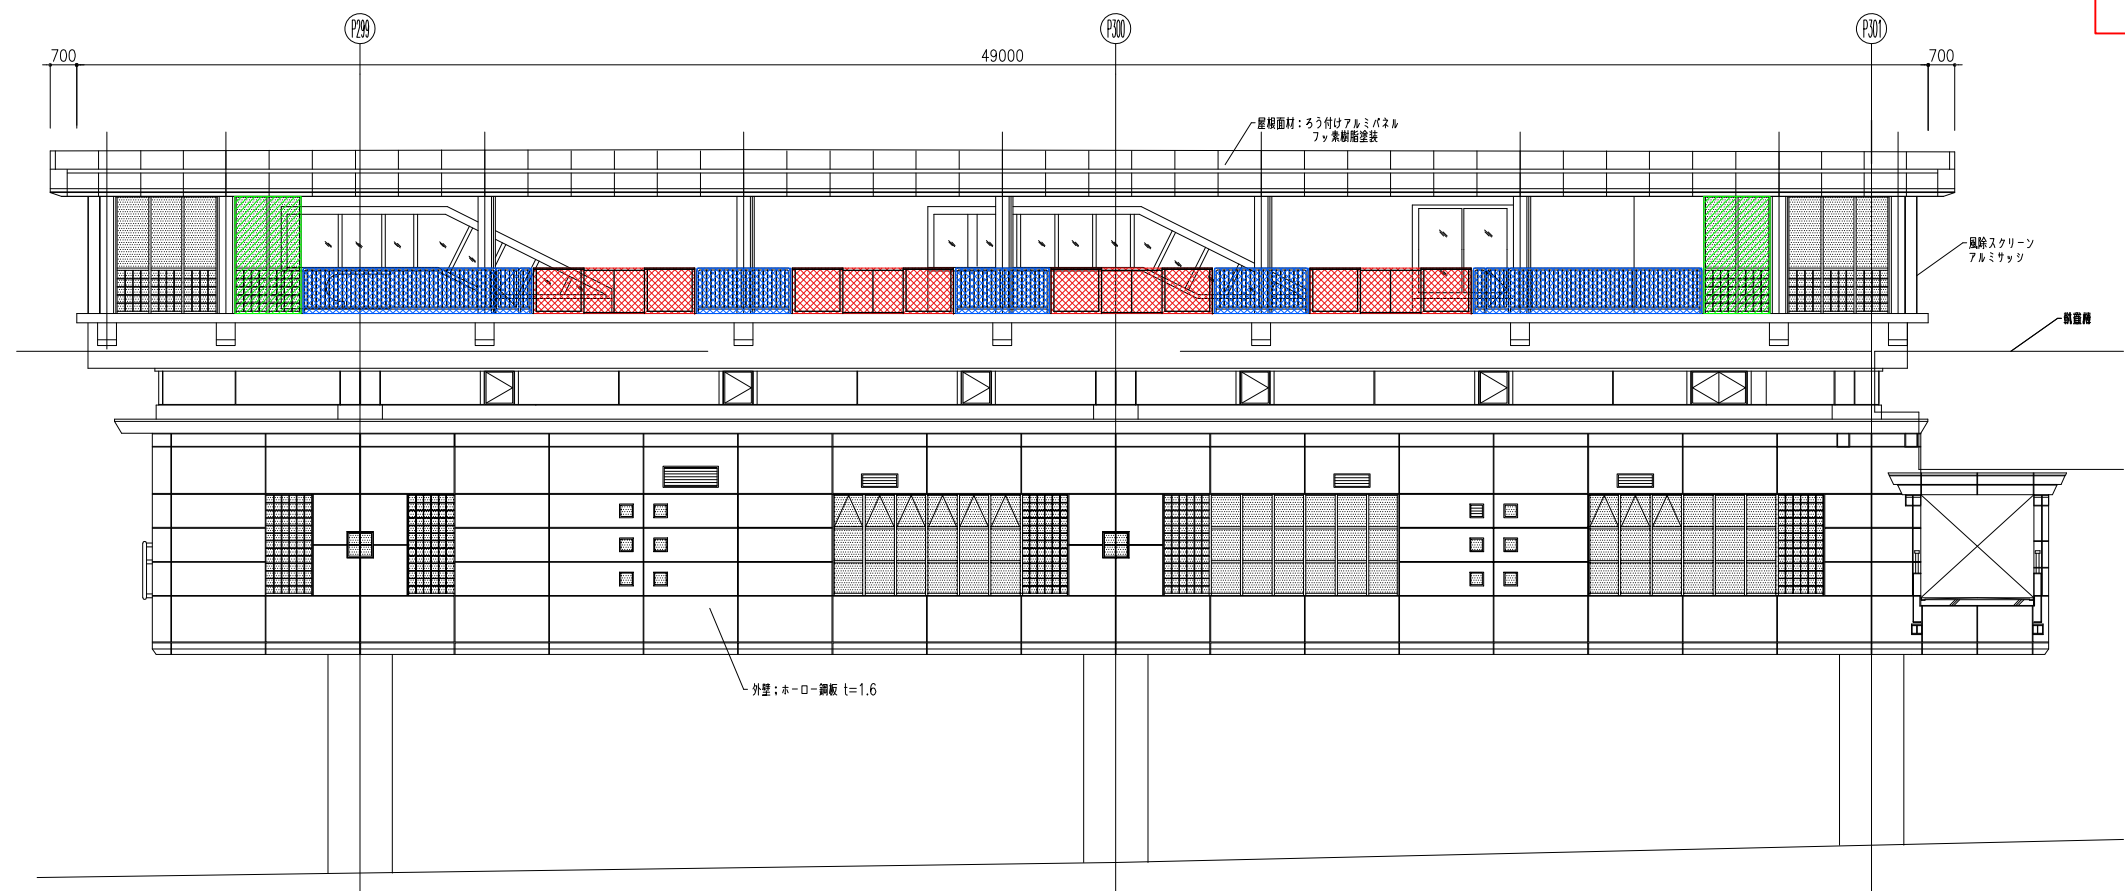 P299
P300
P301
700
49000
700
屋根面材：ろう付けアルミパネル
フッ素樹脂塗装
風除スクリーン
アルミサッシ
外壁；ホーロー鋼板 t=1.6